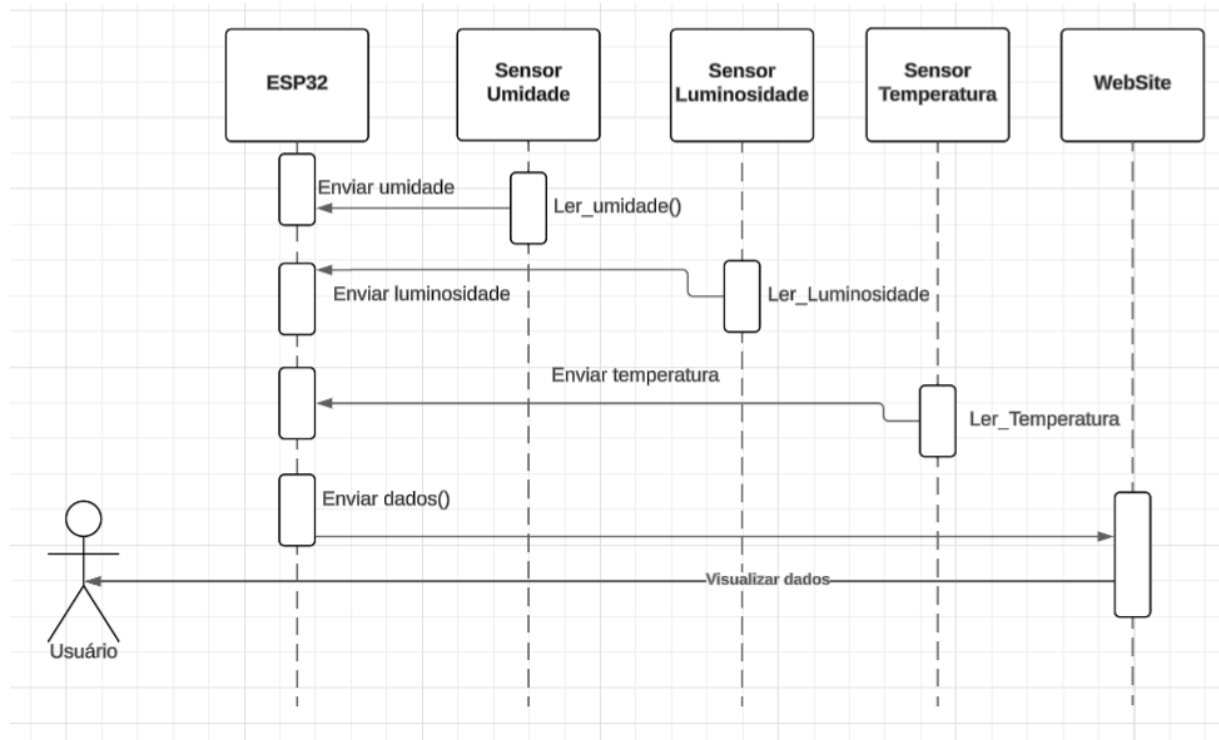 ESP32
Sensor
Umidade
Sensor
Luminosidade
Sensor
Temperatura
WebSite
Enviar umidade
Ler_umidade()
Enviar luminosidade
Ler_Luminosidade
Enviar temperatura
Ler_Temperatura
Enviar dados()
Visualizar dados
Usuário